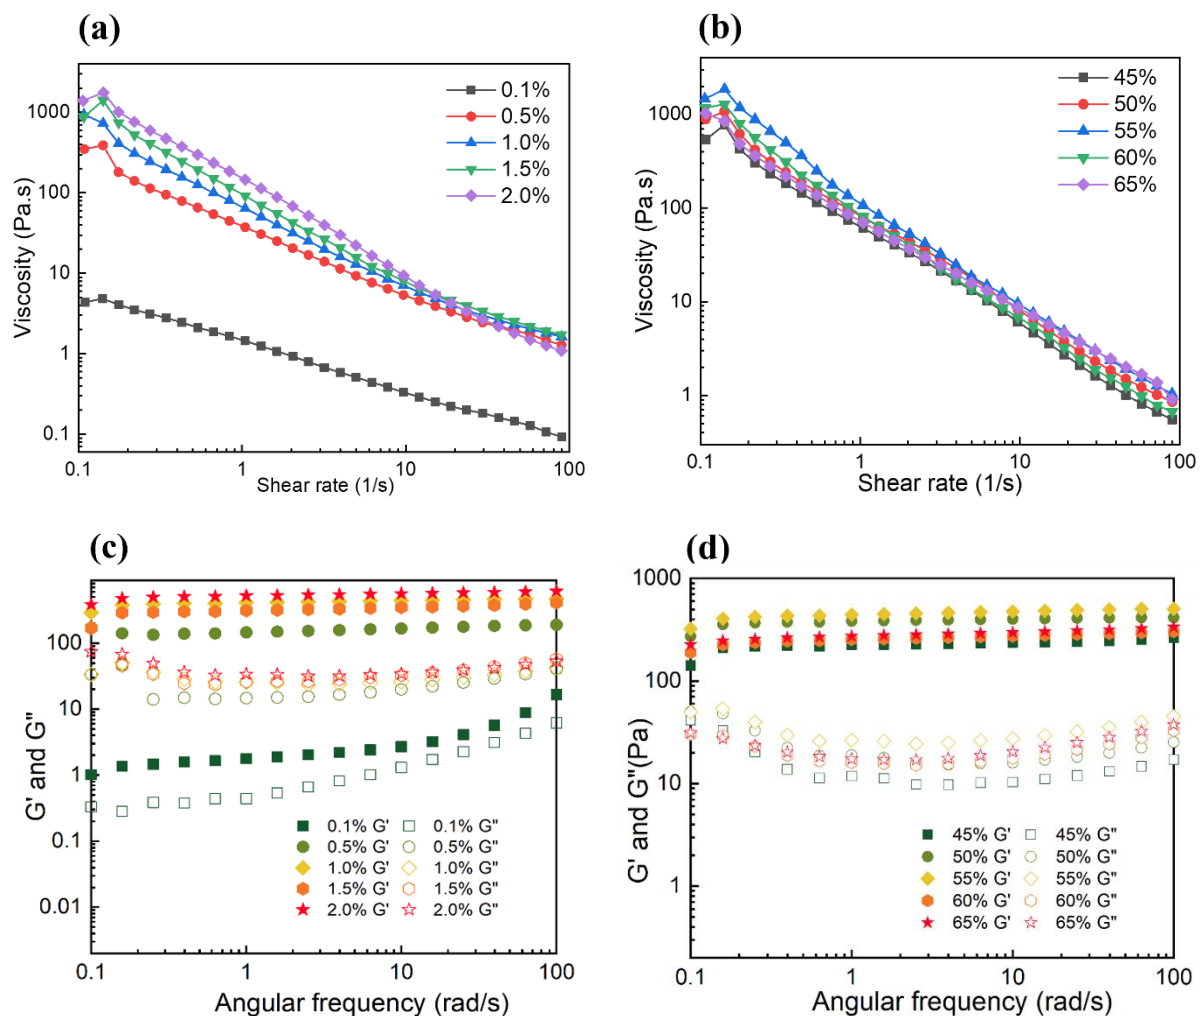 (a)
1000
100
10
1
0.1
Viscosity (Pa.s)
0.1%
0.5%
1.0%
1.5%
2.0%
0.1 1 10 100
Shear rate (1/s)
(b)
1000
100
10
1
Viscosity (Pa.s)
45%
50%
55%
60%
65%
0.1 1 10 100
Shear rate (1/s)
(c)
100
10
1
0.1
0.01
G' and G"
0.1% G' 0.1% G"
0.5% G' 0.5% G"
1.0% G' 1.0% G"
1.5% G' 1.5% G"
2.0% G' 2.0% G"
0.1 1 10 100
Angular frequency (rad/s)
(d)
1000
100
10
1
G' and G"(Pa)
45% G' 45% G"
50% G' 50% G"
55% G' 55% G"
60% G' 60% G"
65% G' 65% G"
0.1 1 10 100
Angular frequency (rad/s)